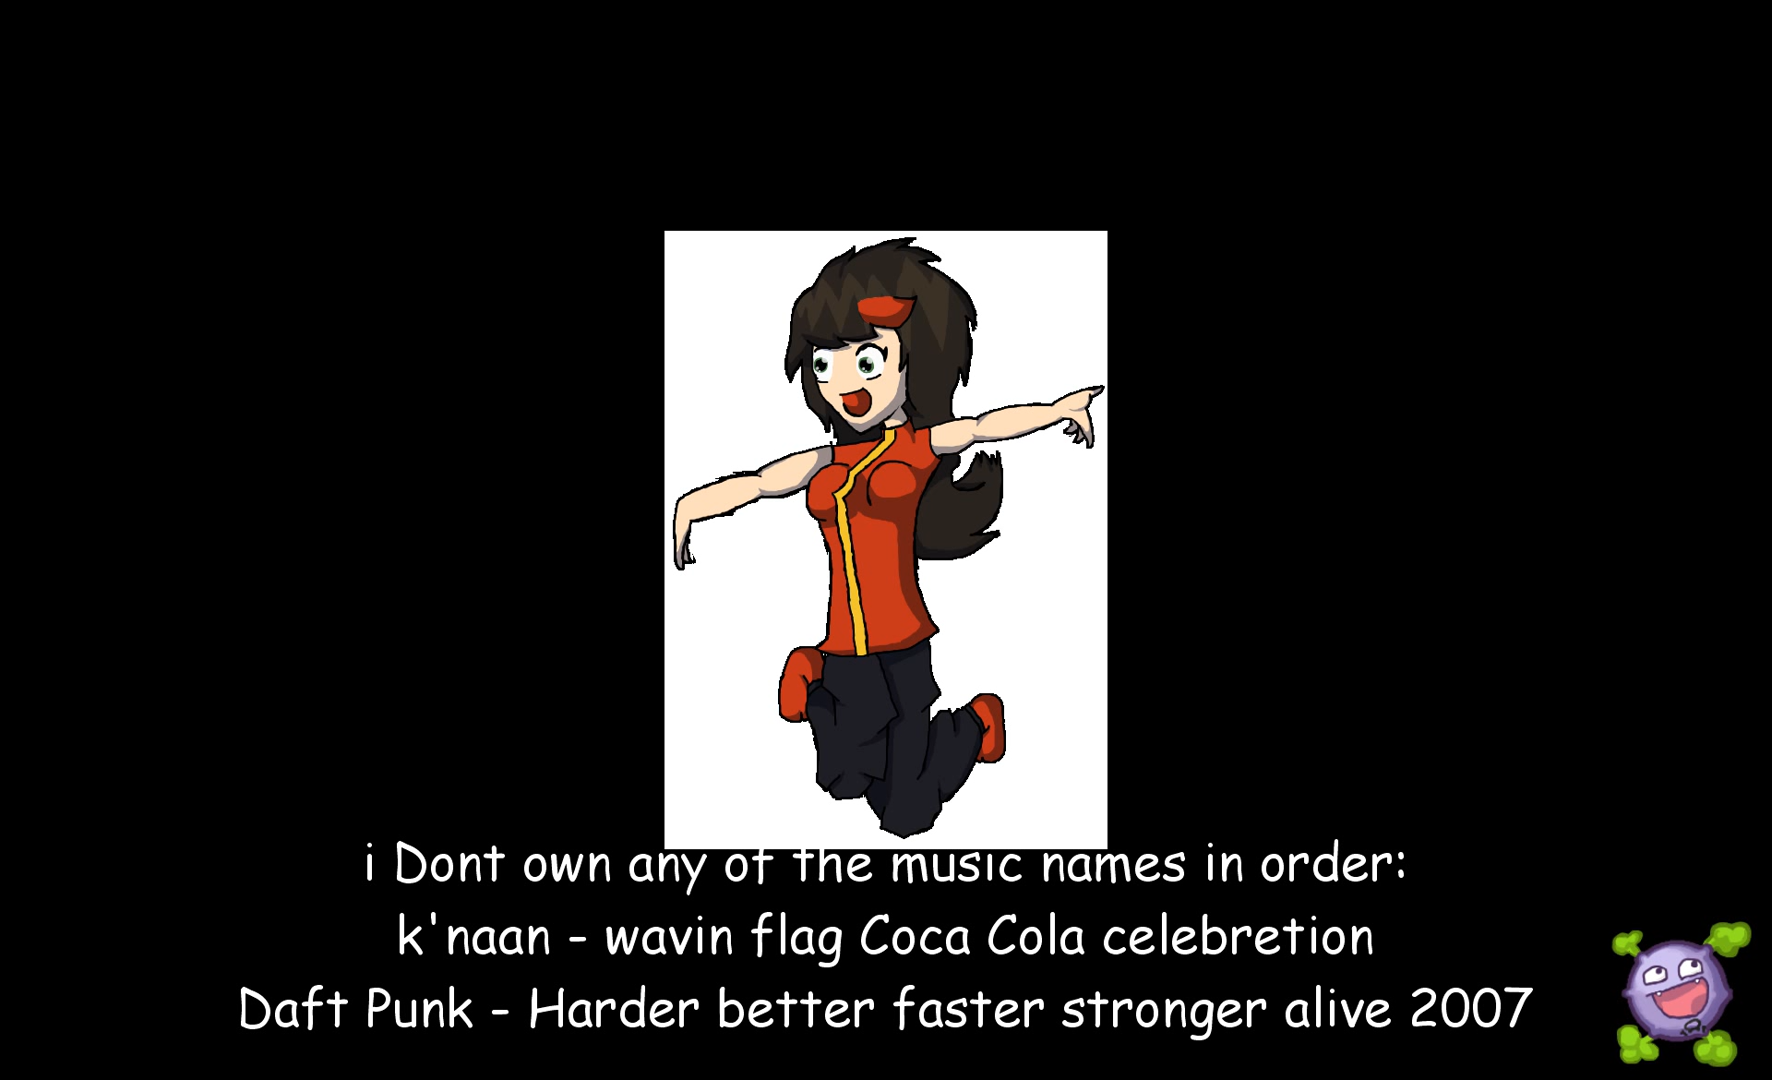 i Dont own any of the music names in order:
k'naan - wavin flag Coca Cola celebretion
Daft Punk - Harder better faster stronger alive 2007